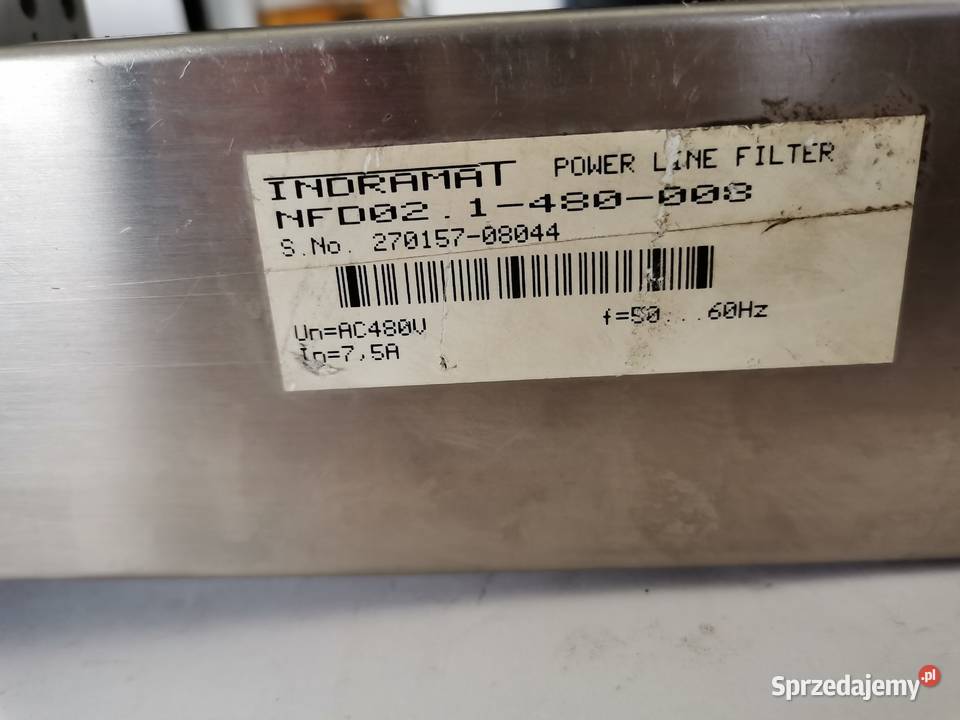 INDRAMAT POWER LINE FILTER
NFD02.1-480-008
S.No. 270157-08044
Un=AC480V f=50...60Hz
In=7,5A
Sprzedajemy.pl